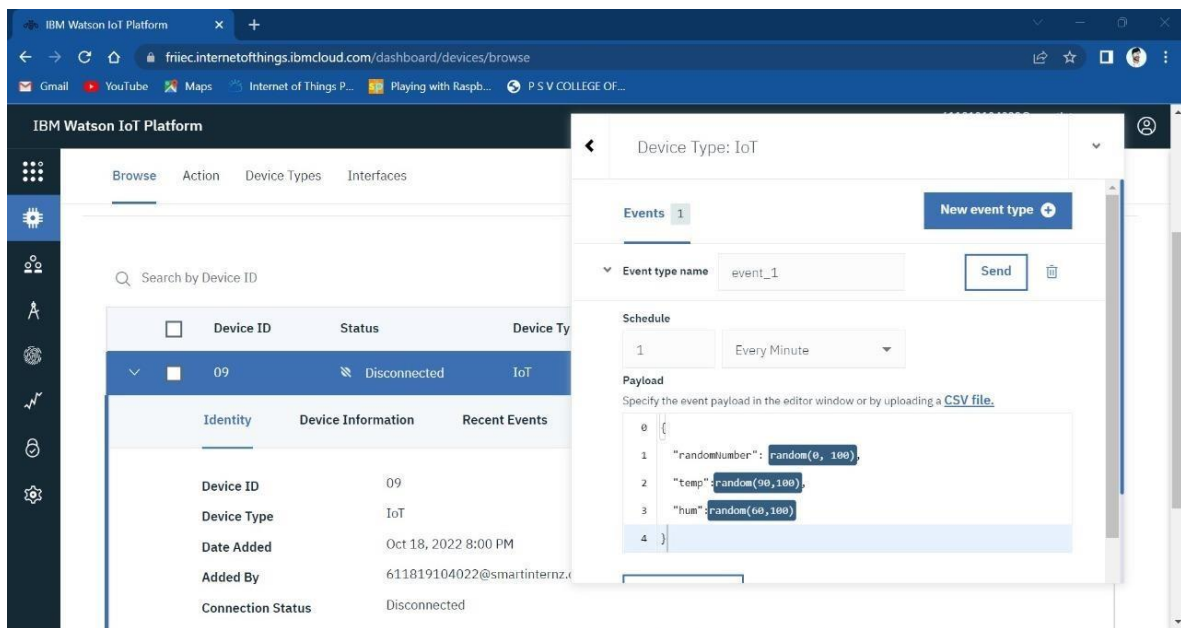 IBM Watson IoT Platform
friiec.internetofthings.ibmcloud.com/dashboard/devices/browse
Gmail YouTube Maps Internet of Things P... Playing with Raspb... P S V COLLEGE OF...
IBM Watson IoT Platform
Browse Action Device Types Interfaces
Search by Device ID
Device ID Status Device Ty
09 Disconnected IoT
Identity Device Information Recent Events
Device ID 09
Device Type IoT
Date Added Oct 18, 2022 8:00 PM
Added By 611819104022@smartinternz.
Connection Status Disconnected
Device Type: IoT
Events 1 New event type
Event type name event_1 Send
Schedule
1 Every Minute
Payload
Specify the event payload in the editor window or by uploading a CSV file.
0 {
1 "randomNumber": random(0, 100),
2 "temp":random(90,100),
3 "hum":random(60,100)
4 }